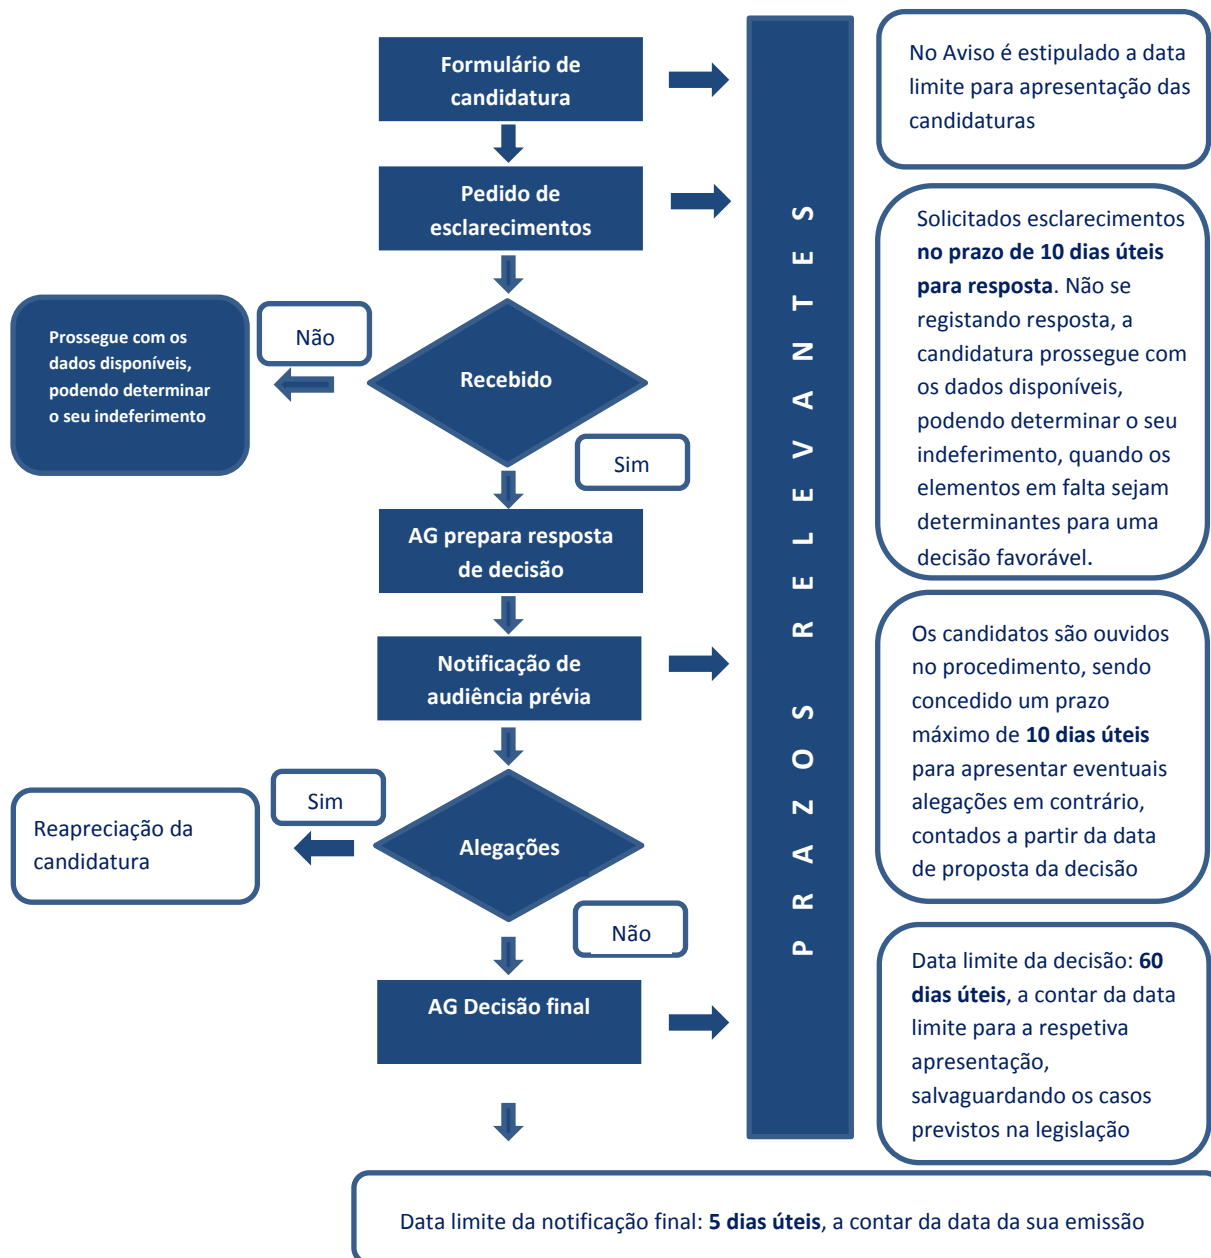 Formulário de
candidatura
No Aviso é estipulado a data
limite para apresentação das
candidaturas
Pedido de
esclarecimentos
Solicitados esclarecimentos
no prazo de 10 dias úteis
para resposta. Não se
registando resposta, a
candidatura prossegue com
os dados disponíveis,
podendo determinar o seu
indeferimento, quando os
elementos em falta sejam
determinantes para uma
decisão favorável.
Não
Prossegue com os
dados disponíveis,
podendo determinar
o seu indeferimento
Recebido
Sim
AG prepara resposta
de decisão
Notificação de
audiência prévia
Os candidatos são ouvidos
no procedimento, sendo
concedido um prazo
máximo de 10 dias úteis
para apresentar eventuais
alegações em contrário,
contados a partir da data
de proposta da decisão
Sim
Reapreciação da
candidatura
Alegações
Não
AG Decisão final
Data limite da decisão: 60
dias úteis, a contar da data
limite para a respetiva
apresentação,
salvaguardando os casos
previstos na legislação
PRAZOS RELEVANTES
Data limite da notificação final: 5 dias úteis, a contar da data da sua emissão